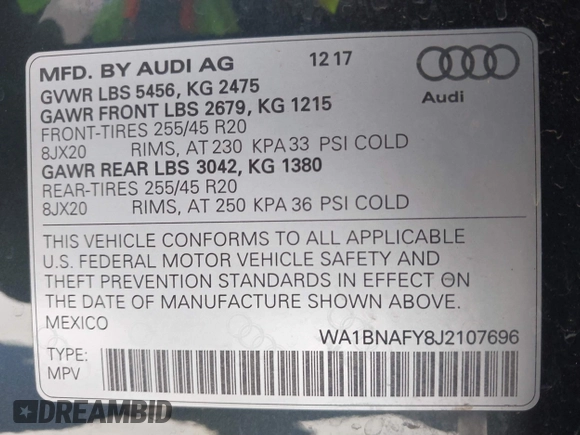 MFD. BY AUDI AG 12 17
GVWR LBS 5456, KG 2475
GAWR FRONT LBS 2679, KG 1215
FRONT-TIRES 255/45 R20
8JX20 RIMS, AT 230 KPA 33 PSI COLD
GAWR REAR LBS 3042, KG 1380
REAR-TIRES 255/45 R20
8JX20 RIMS, AT 250 KPA 36 PSI COLD
Audi
THIS VEHICLE CONFORMS TO ALL APPLICABLE
U.S. FEDERAL MOTOR VEHICLE SAFETY AND
THEFT PREVENTION STANDARDS IN EFFECT ON
THE DATE OF MANUFACTURE SHOWN ABOVE.
MEXICO
WA1BNAFY8J2107696
TYPE:
MPV
DREAMBID